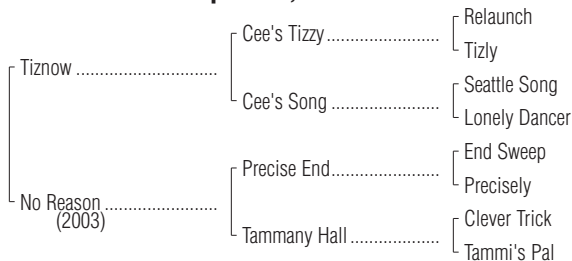 Relaunch
Cee's Tizzy
Tizly
Tiznow
Seattle Song
Cee's Song
Lonely Dancer
End Sweep
Precise End
Precisely
No Reason
(2003)
Clever Trick
Tammany Hall
Tammi's Pal